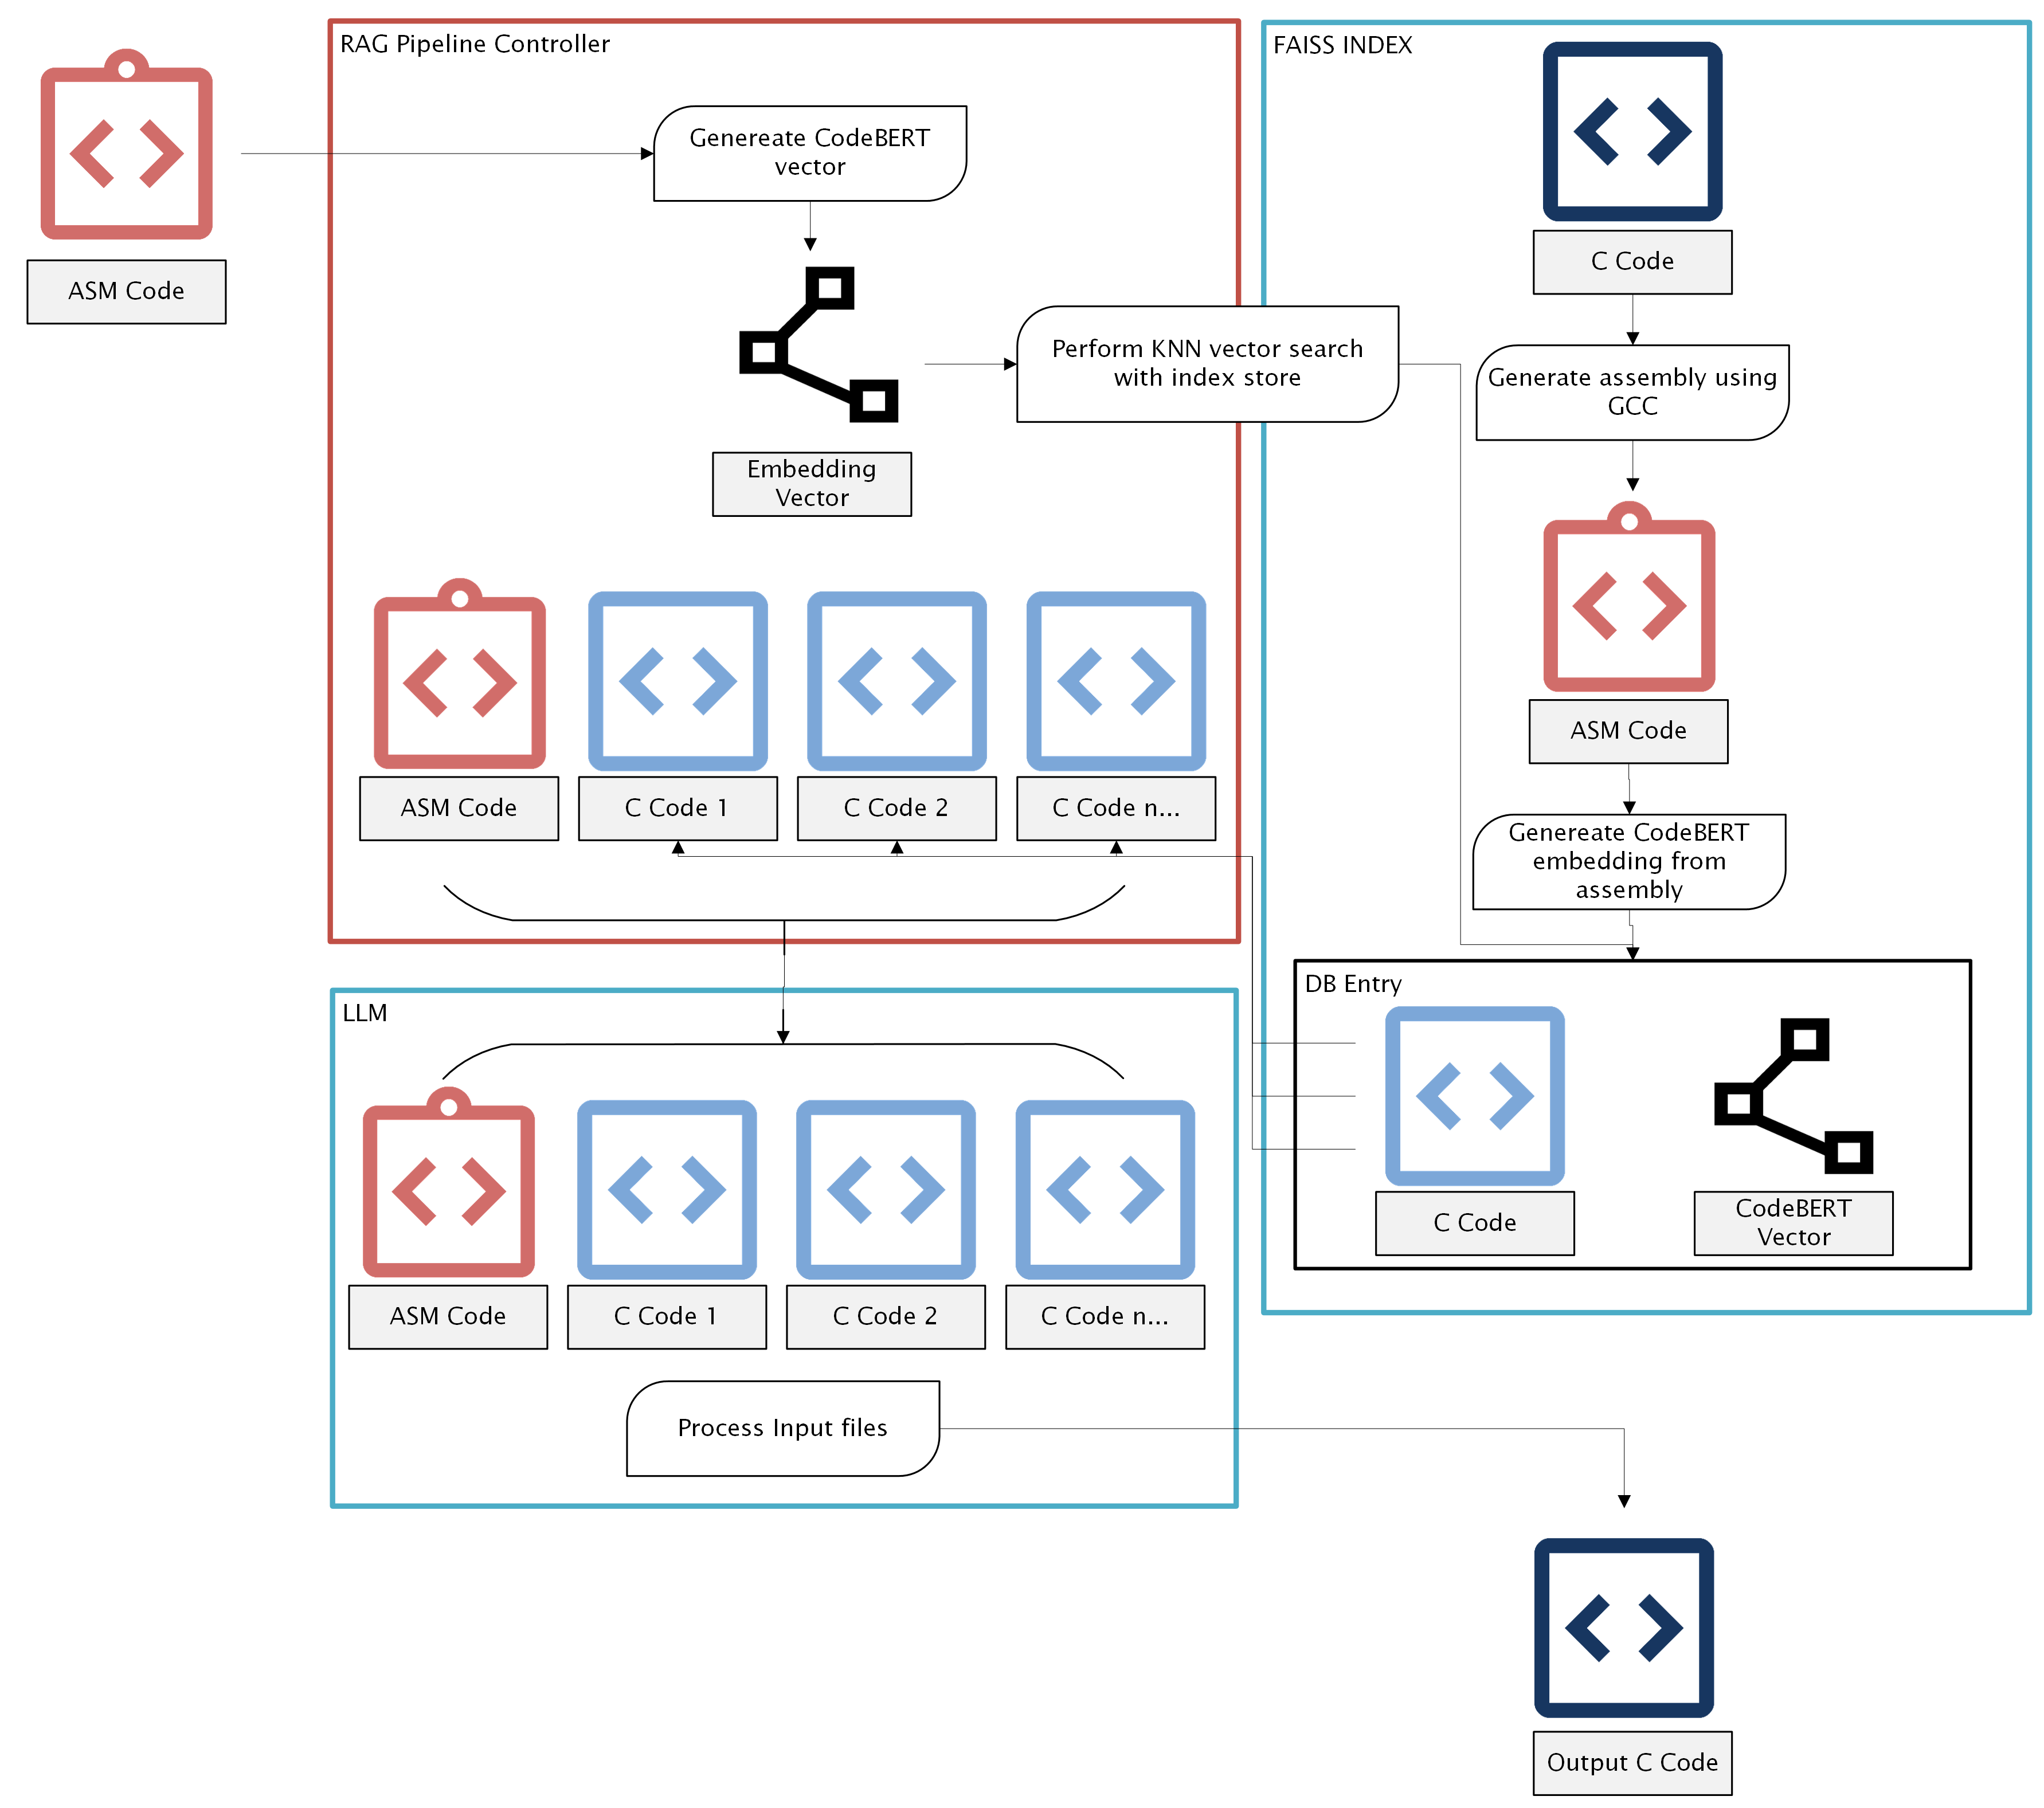 RAG Pipeline Controller
FAISS INDEX
Genereate CodeBERT
vector
ASM Code
C Code
Perform KNN vector search
with index store
Generate assembly using
GCC
Embedding
Vector
ASM Code
ASM Code
C Code 1
C Code 2
C Code n...
Genereate CodeBERT
embedding from
assembly
DB Entry
C Code
CodeBERT
Vector
LLM
ASM Code
C Code 1
C Code 2
C Code n...
Process Input files
Output C Code